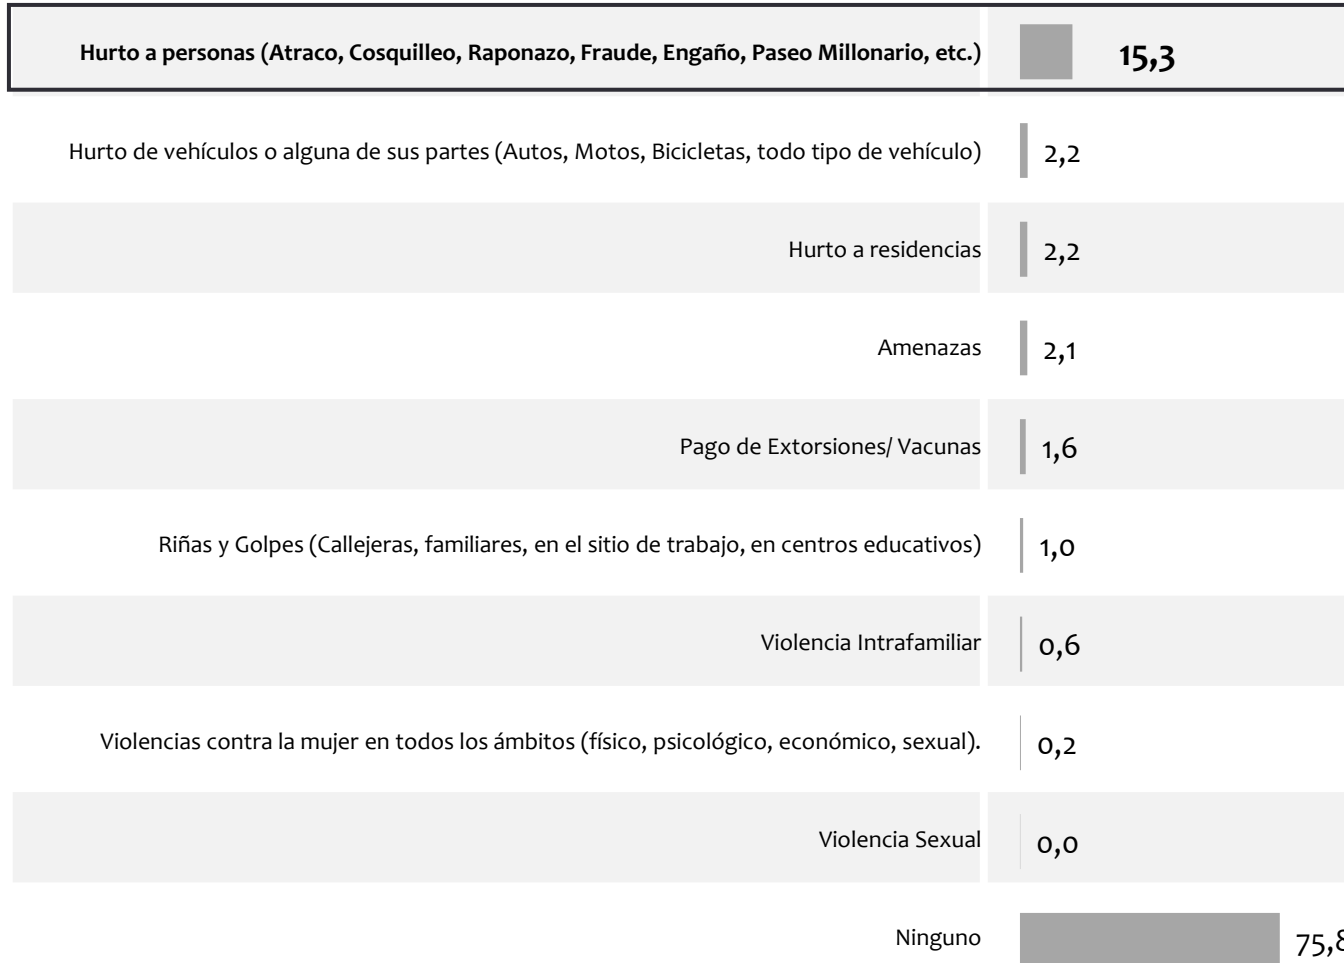 Hurto a personas (Atraco, Cosquilleo, Raponazo, Fraude, Engaño, Paseo Millonario, etc.) 15,3
Hurto de vehículos o alguna de sus partes (Autos, Motos, Bicicletas, todo tipo de vehículo) 2,2
Hurto a residencias 2,2
Amenazas 2,1
Pago de Extorsiones/ Vacunas 1,6
Riñas y Golpes (Callejeras, familiares, en el sitio de trabajo, en centros educativos) 1,0
Violencia Intrafamiliar 0,6
Violencias contra la mujer en todos los ámbitos (físico, psicológico, económico, sexual). 0,2
Violencia Sexual 0,0
Ninguno 75,8